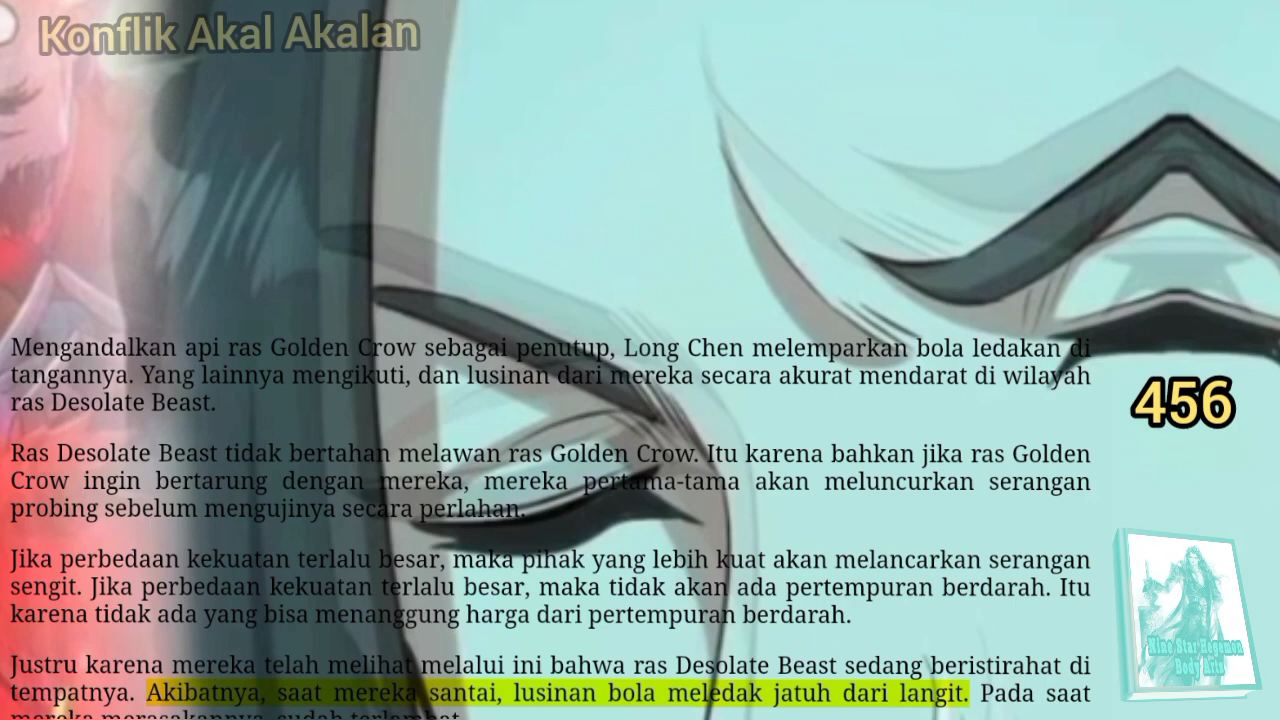 Konflik Akal Akalan
Mengandalkan api ras Golden Crow sebagai penutup, Long Chen melemparkan bola ledakan di
tangannya. Yang lainnya mengikuti, dan lusinan dari mereka secara akurat mendarat di wilayah
ras Desolate Beast.
Ras Desolate Beast tidak bertahan melawan ras Golden Crow. Itu karena bahkan jika ras Golden
Crow ingin bertarung dengan mereka, mereka pertama-tama akan meluncurkan serangan
probing sebelum mengujinya secara perlahan.
Jika perbedaan kekuatan terlalu besar, maka pihak yang lebih kuat akan melancarkan serangan
sengit. Jika perbedaan kekuatan terlalu besar, maka tidak akan ada pertempuran berdarah. Itu
karena tidak ada yang bisa menanggung harga dari pertempuran berdarah.
Justru karena mereka telah melihat melalui ini bahwa ras Desolate Beast sedang beristirahat di
tempatnya. Akibatnya, saat mereka santai, lusinan bola meledak jatuh dari langit. Pada saat
mereka merasakannya, sudah terlambat.
456
Nine Star Hegemon
Body Arts